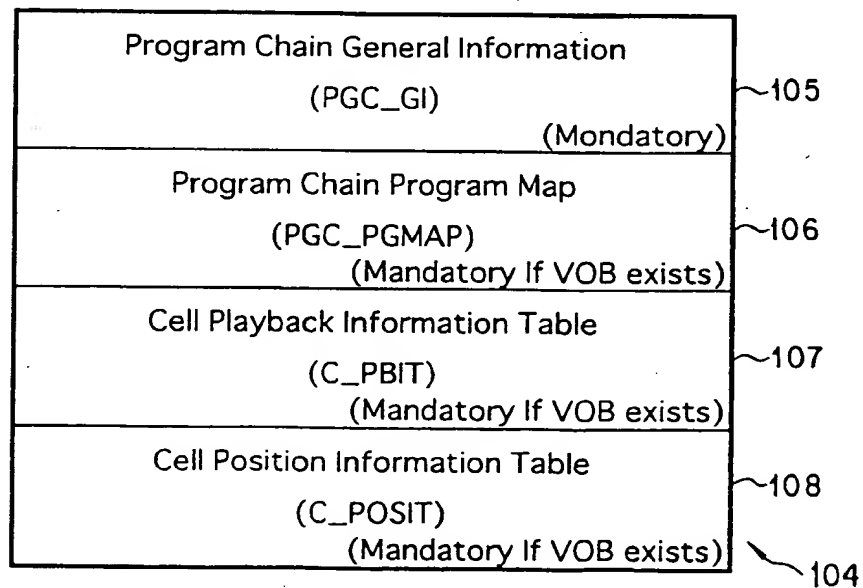 Program Chain General Information
(PGC_GI)
105
(Mondatory)
Program Chain Program Map
(PGC_PGMAP)
106
(Mandatory If VOB exists)
Cell Playback Information Table
(C_PBIT)
107
(Mandatory If VOB exists)
Cell Position Information Table
108
(C_POSIT)
(Mandatory If VOB exists)
104